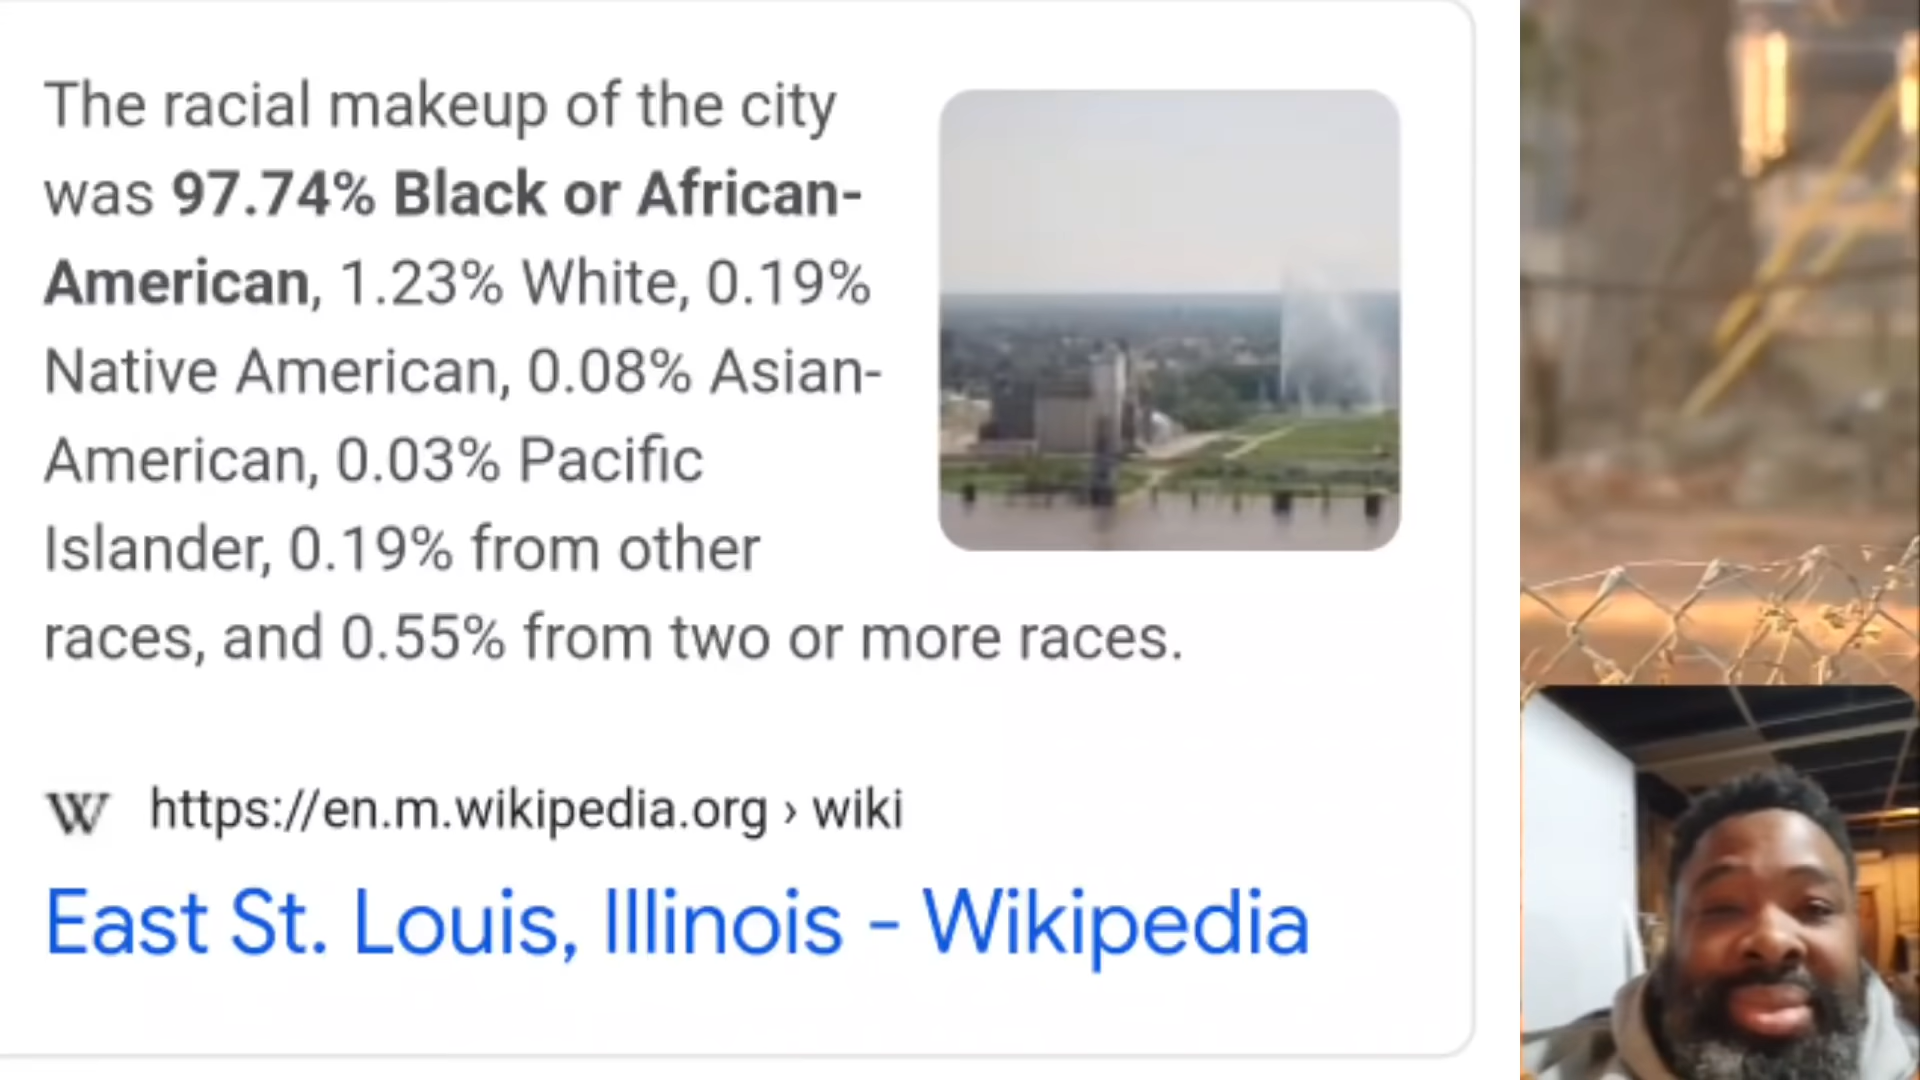 The racial makeup of the city
was 97.74% Black or African-
American, 1.23% White, 0.19%
Native American, 0.08% Asian-
American, 0.03% Pacific
Islander, 0.19% from other
races, and 0.55% from two or more races.
W https://en.m.wikipedia.org › wiki
East St. Louis, Illinois - Wikipedia